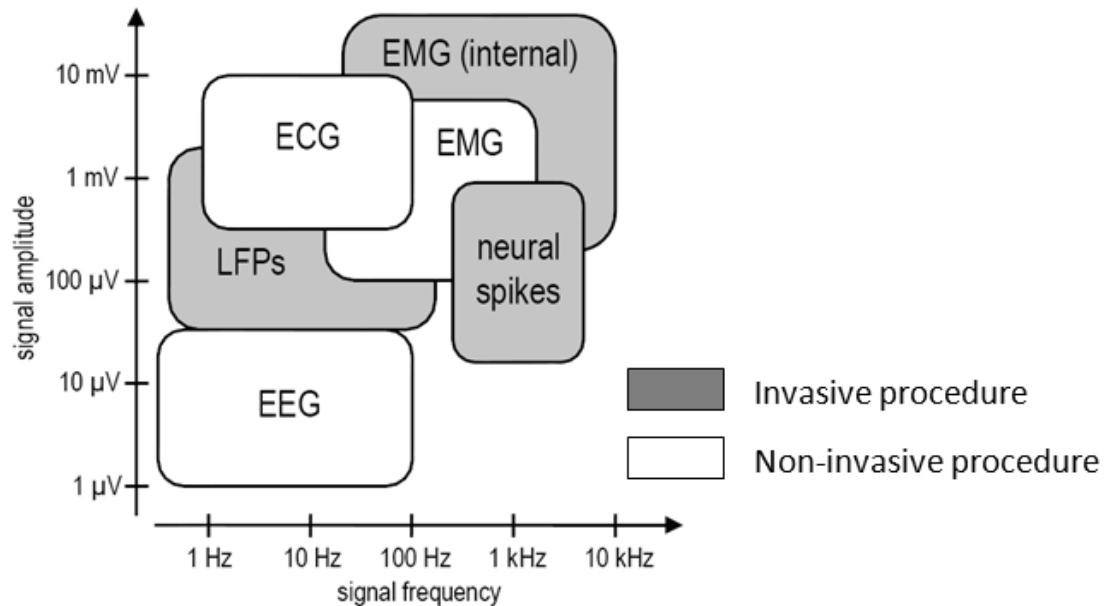 EMG (internal)
10 mV
ECG
EMG
1 mV
signal amplitude
LFPs
neural
spikes
100 µV
10 µV
EEG
Invasive procedure
Non-invasive procedure
1 µV
1 Hz
10 Hz
100 Hz
1 kHz
10 kHz
signal frequency